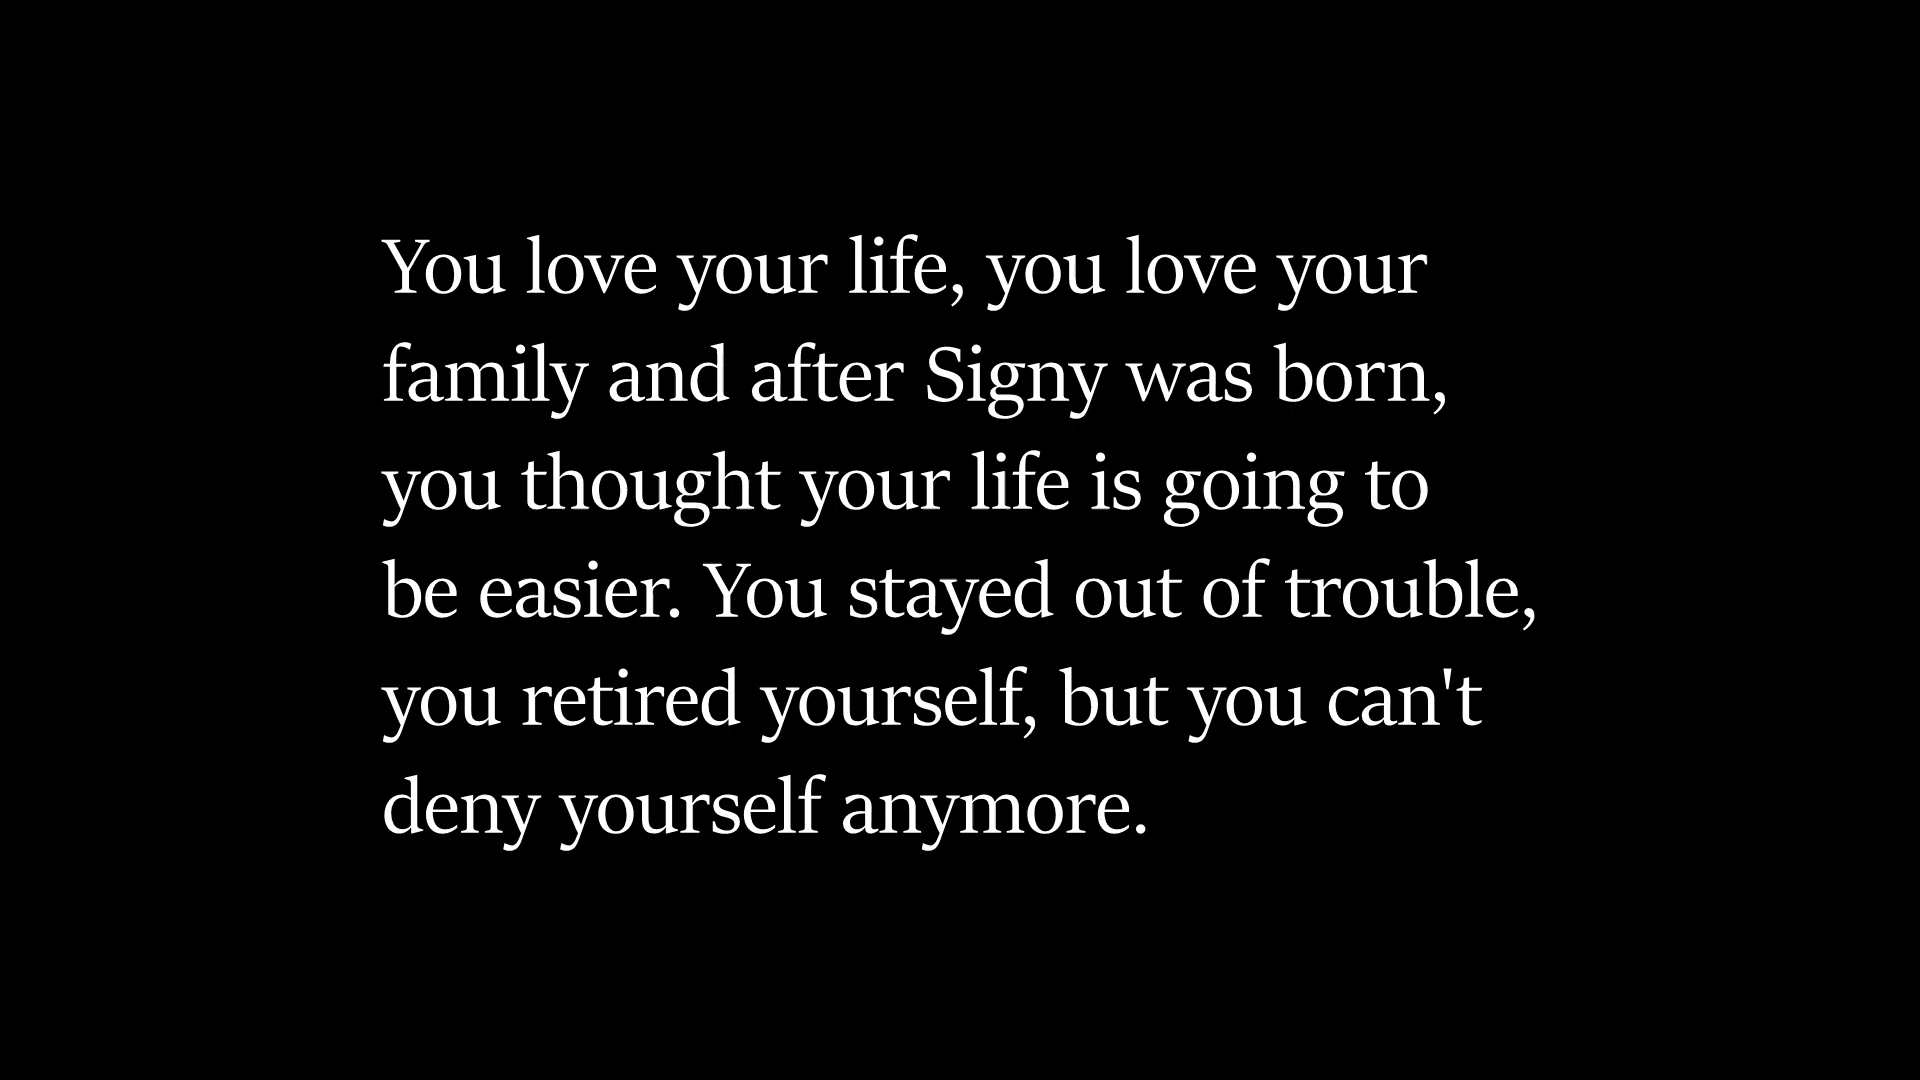 You love your life, you love your
family and after Signy was born,
you thought your life is going to
be easier. You stayed out of trouble,
you retired yourself, but you can't
deny yourself anymore.